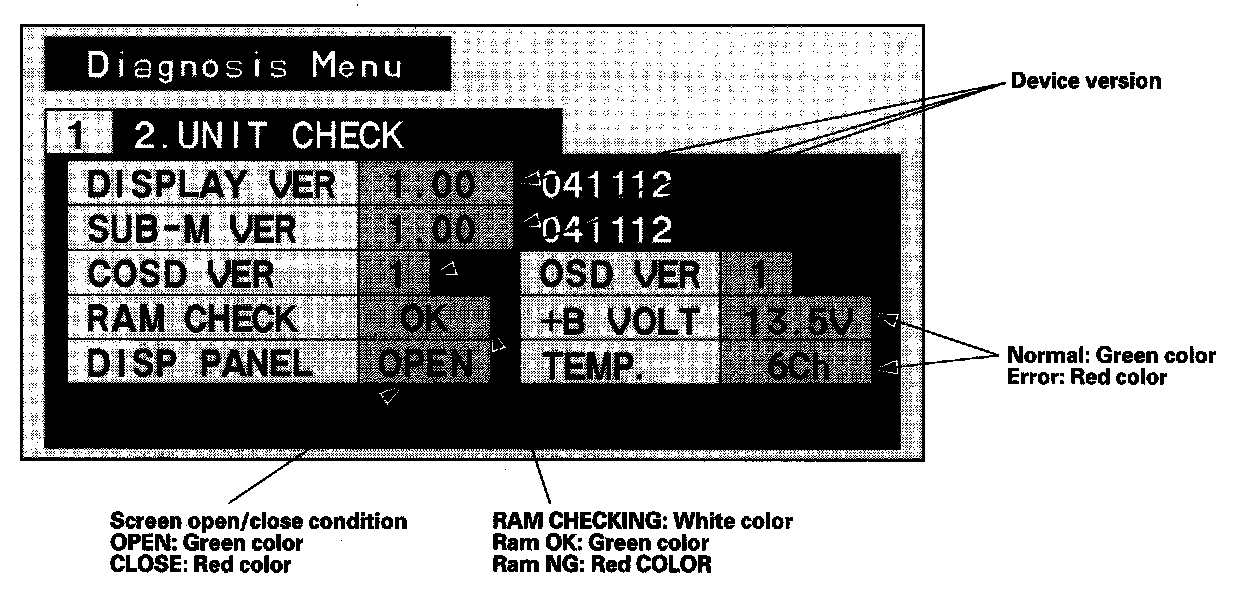 Diagnosis Menu
Device version
1 2.UNIT CHECK
DISPLAY VER 1.00 041112
SUB-M VER 1.00 041112
COSD VER 1 OSD VER 1
RAM CHECK OK +B VOLT 13.5V
DISP PANEL OPEN TEMP. 6Ch
Normal: Green color
Error: Red color
Screen open/close condition
OPEN: Green color
CLOSE: Red color
RAM CHECKING: White color
Ram OK: Green color
Ram NG: Red COLOR